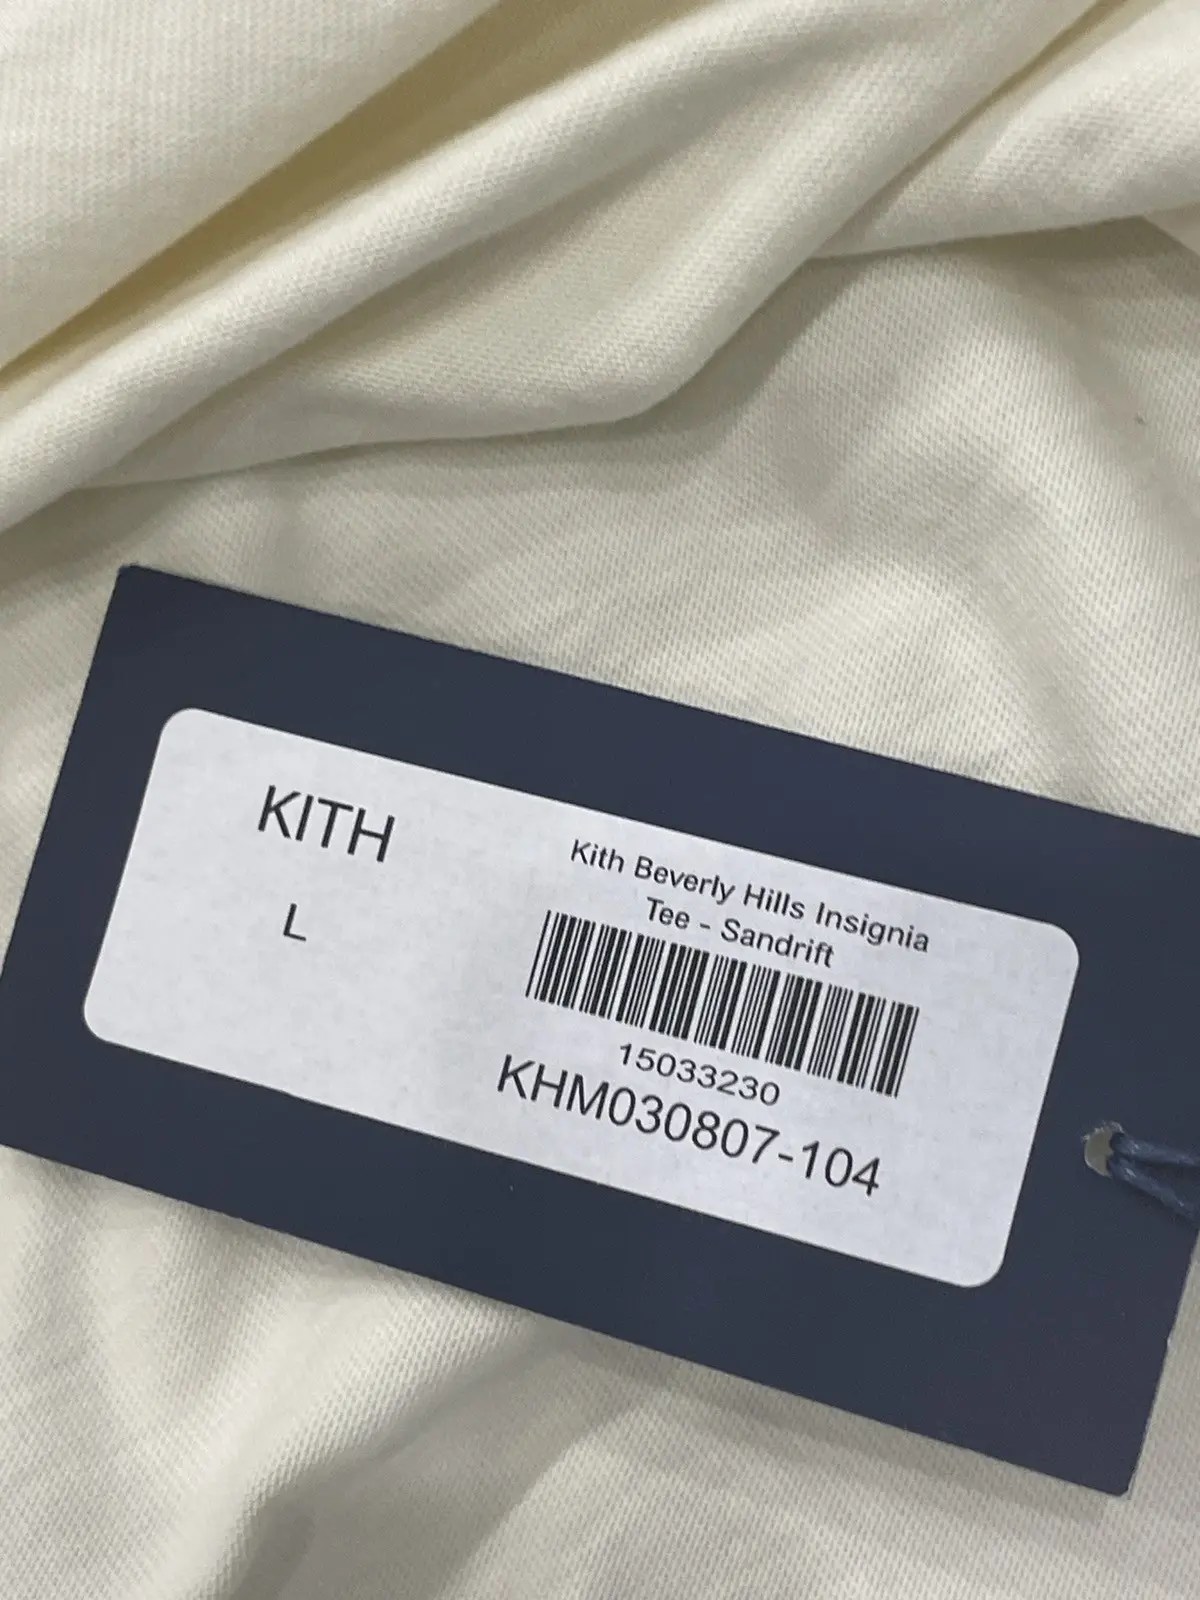 KITH
L
Kith Beverly Hills Insignia
Tee - Sandrift
15033230
KHM030807-104